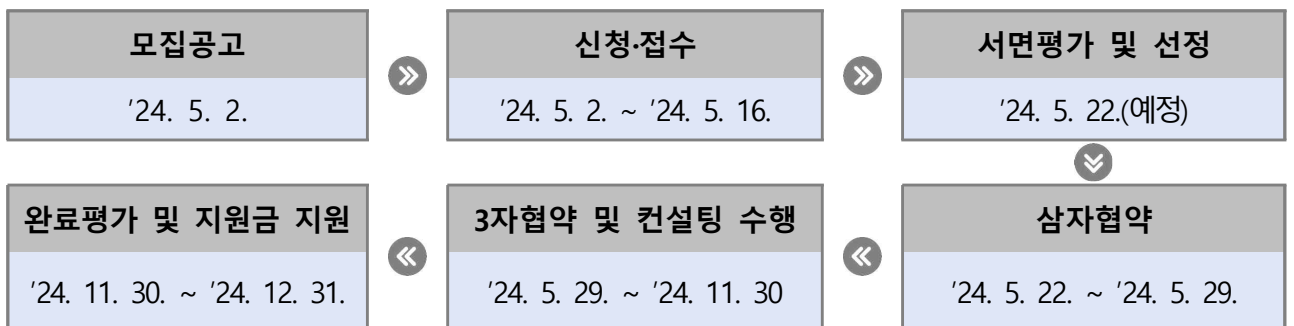 모집공고
'24. 5. 2.
신청·접수
'24. 5. 2. ~ '24. 5. 16.
서면평가 및 선정
'24. 5. 22.(예정)
삼자협약
'24. 5. 22. ~ '24. 5. 29.
3자협약 및 컨설팅 수행
'24. 5. 29. ~ '24. 11. 30
완료평가 및 지원금 지원
'24. 11. 30. ~ '24. 12. 31.